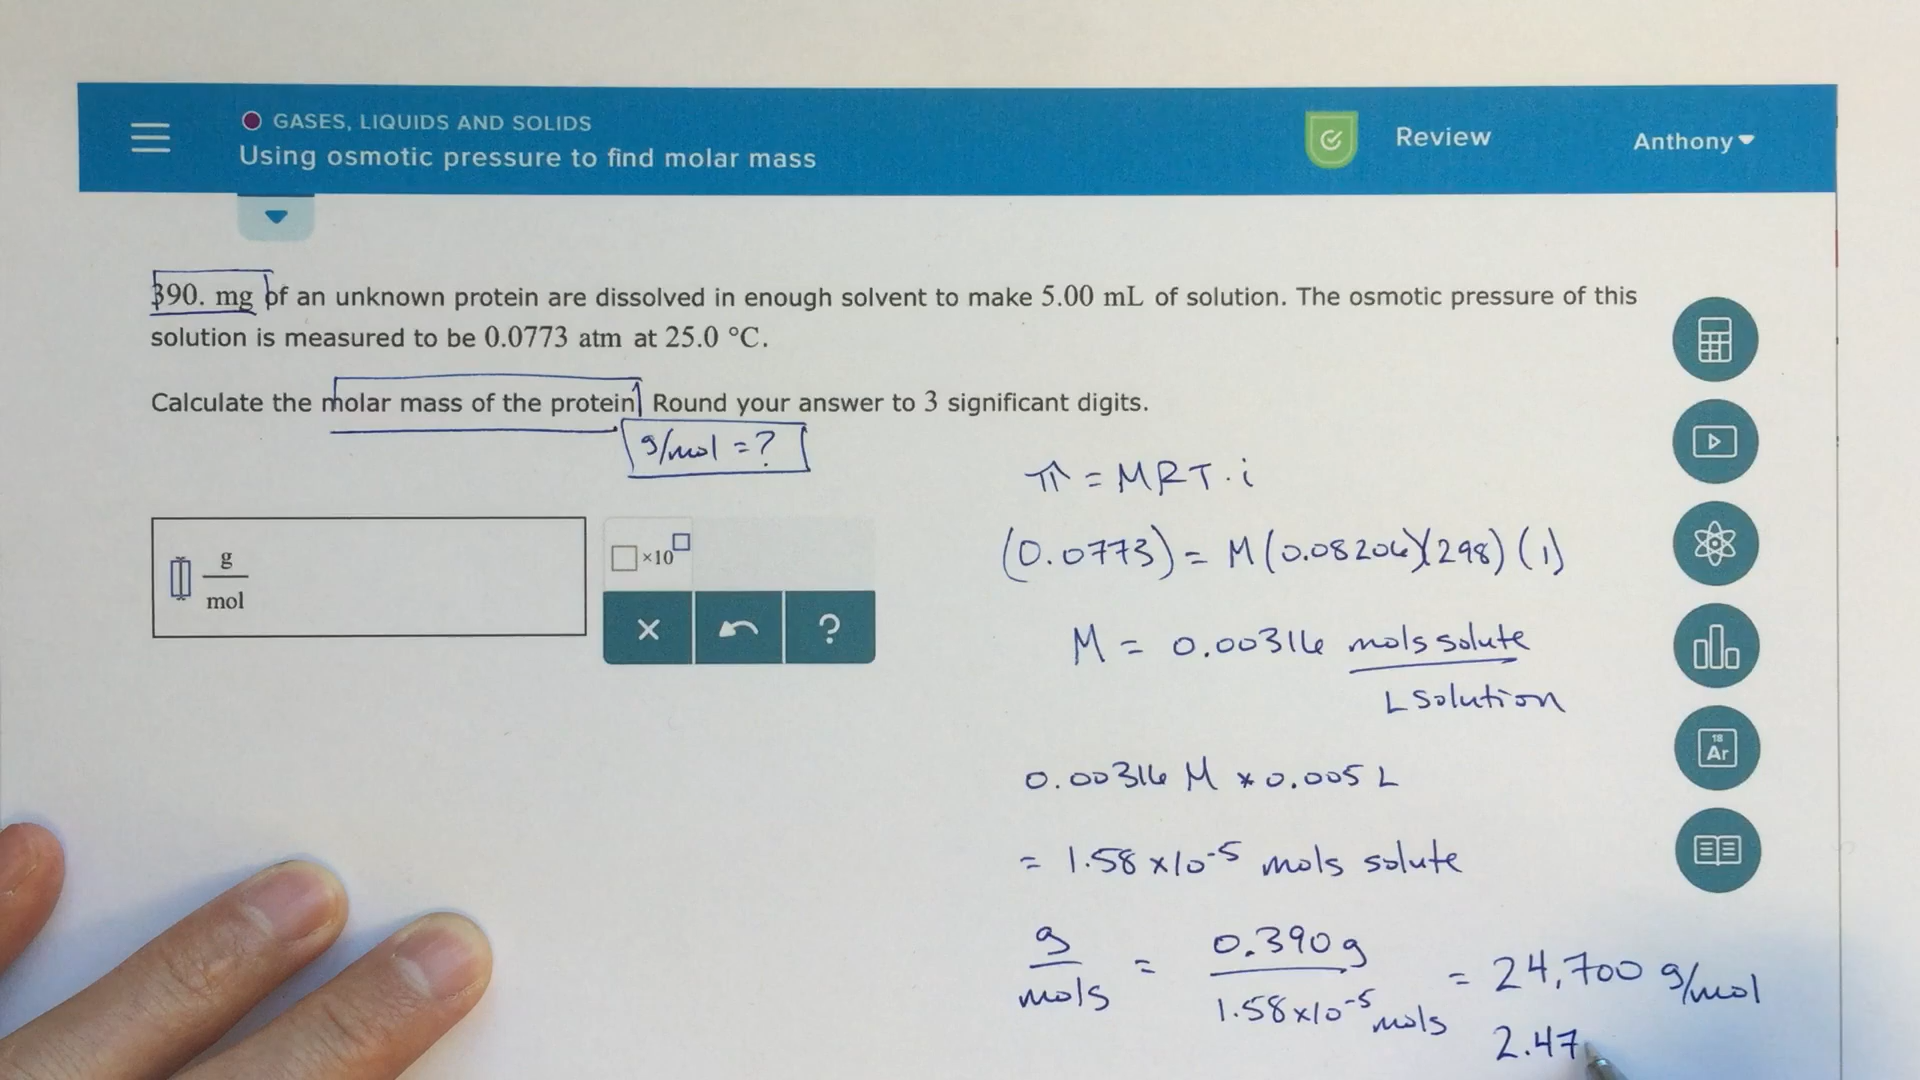 GASES, LIQUIDS AND SOLIDS
Using osmotic pressure to find molar mass
Review
Anthony
390. mg of an unknown protein are dissolved in enough solvent to make 5.00 mL of solution. The osmotic pressure of this
solution is measured to be 0.0773 atm at 25.0 °C.
Calculate the molar mass of the protein. Round your answer to 3 significant digits.
g/mol = ?
g
mol
×10
?
π = MRT · i
(0.0773) = M(0.08206)(298)(1)
M = 0.00316 mols solute
L solution
0.00316 M * 0.005 L
= 1.58 x10-5 mols solute
g = 0.390g = 24,700 g/mol
mols 1.58x10-5 mols
2.47
18
Ar